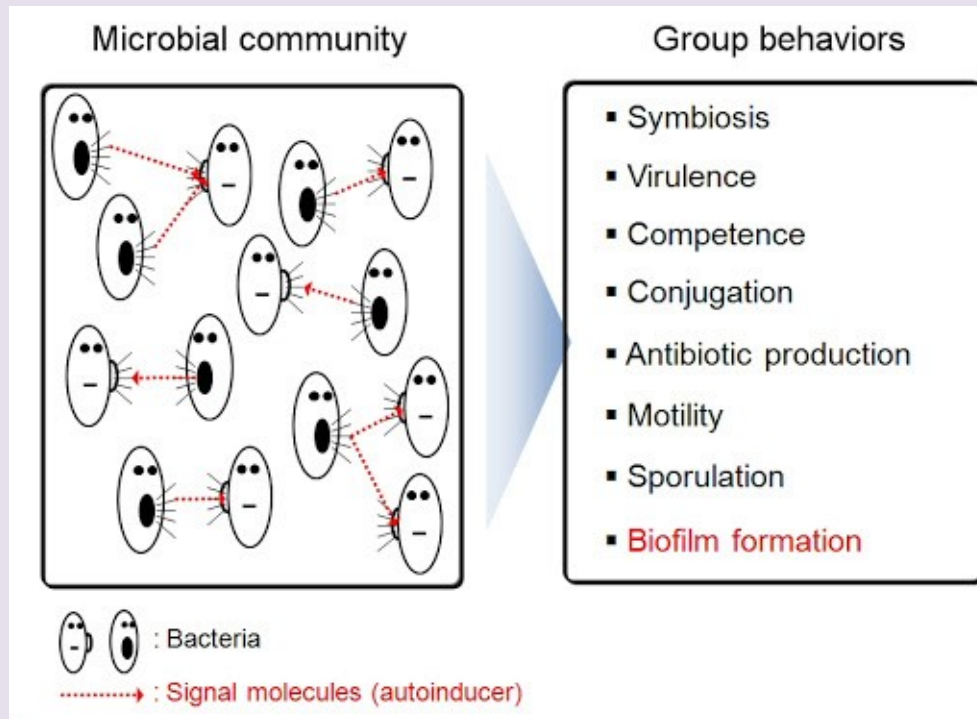 Microbial community
Group behaviors
▪ Symbiosis
▪ Virulence
▪ Competence
▪ Conjugation
▪ Antibiotic production
▪ Motility
▪ Sporulation
▪ Biofilm formation
: Bacteria
: Signal molecules (autoinducer)